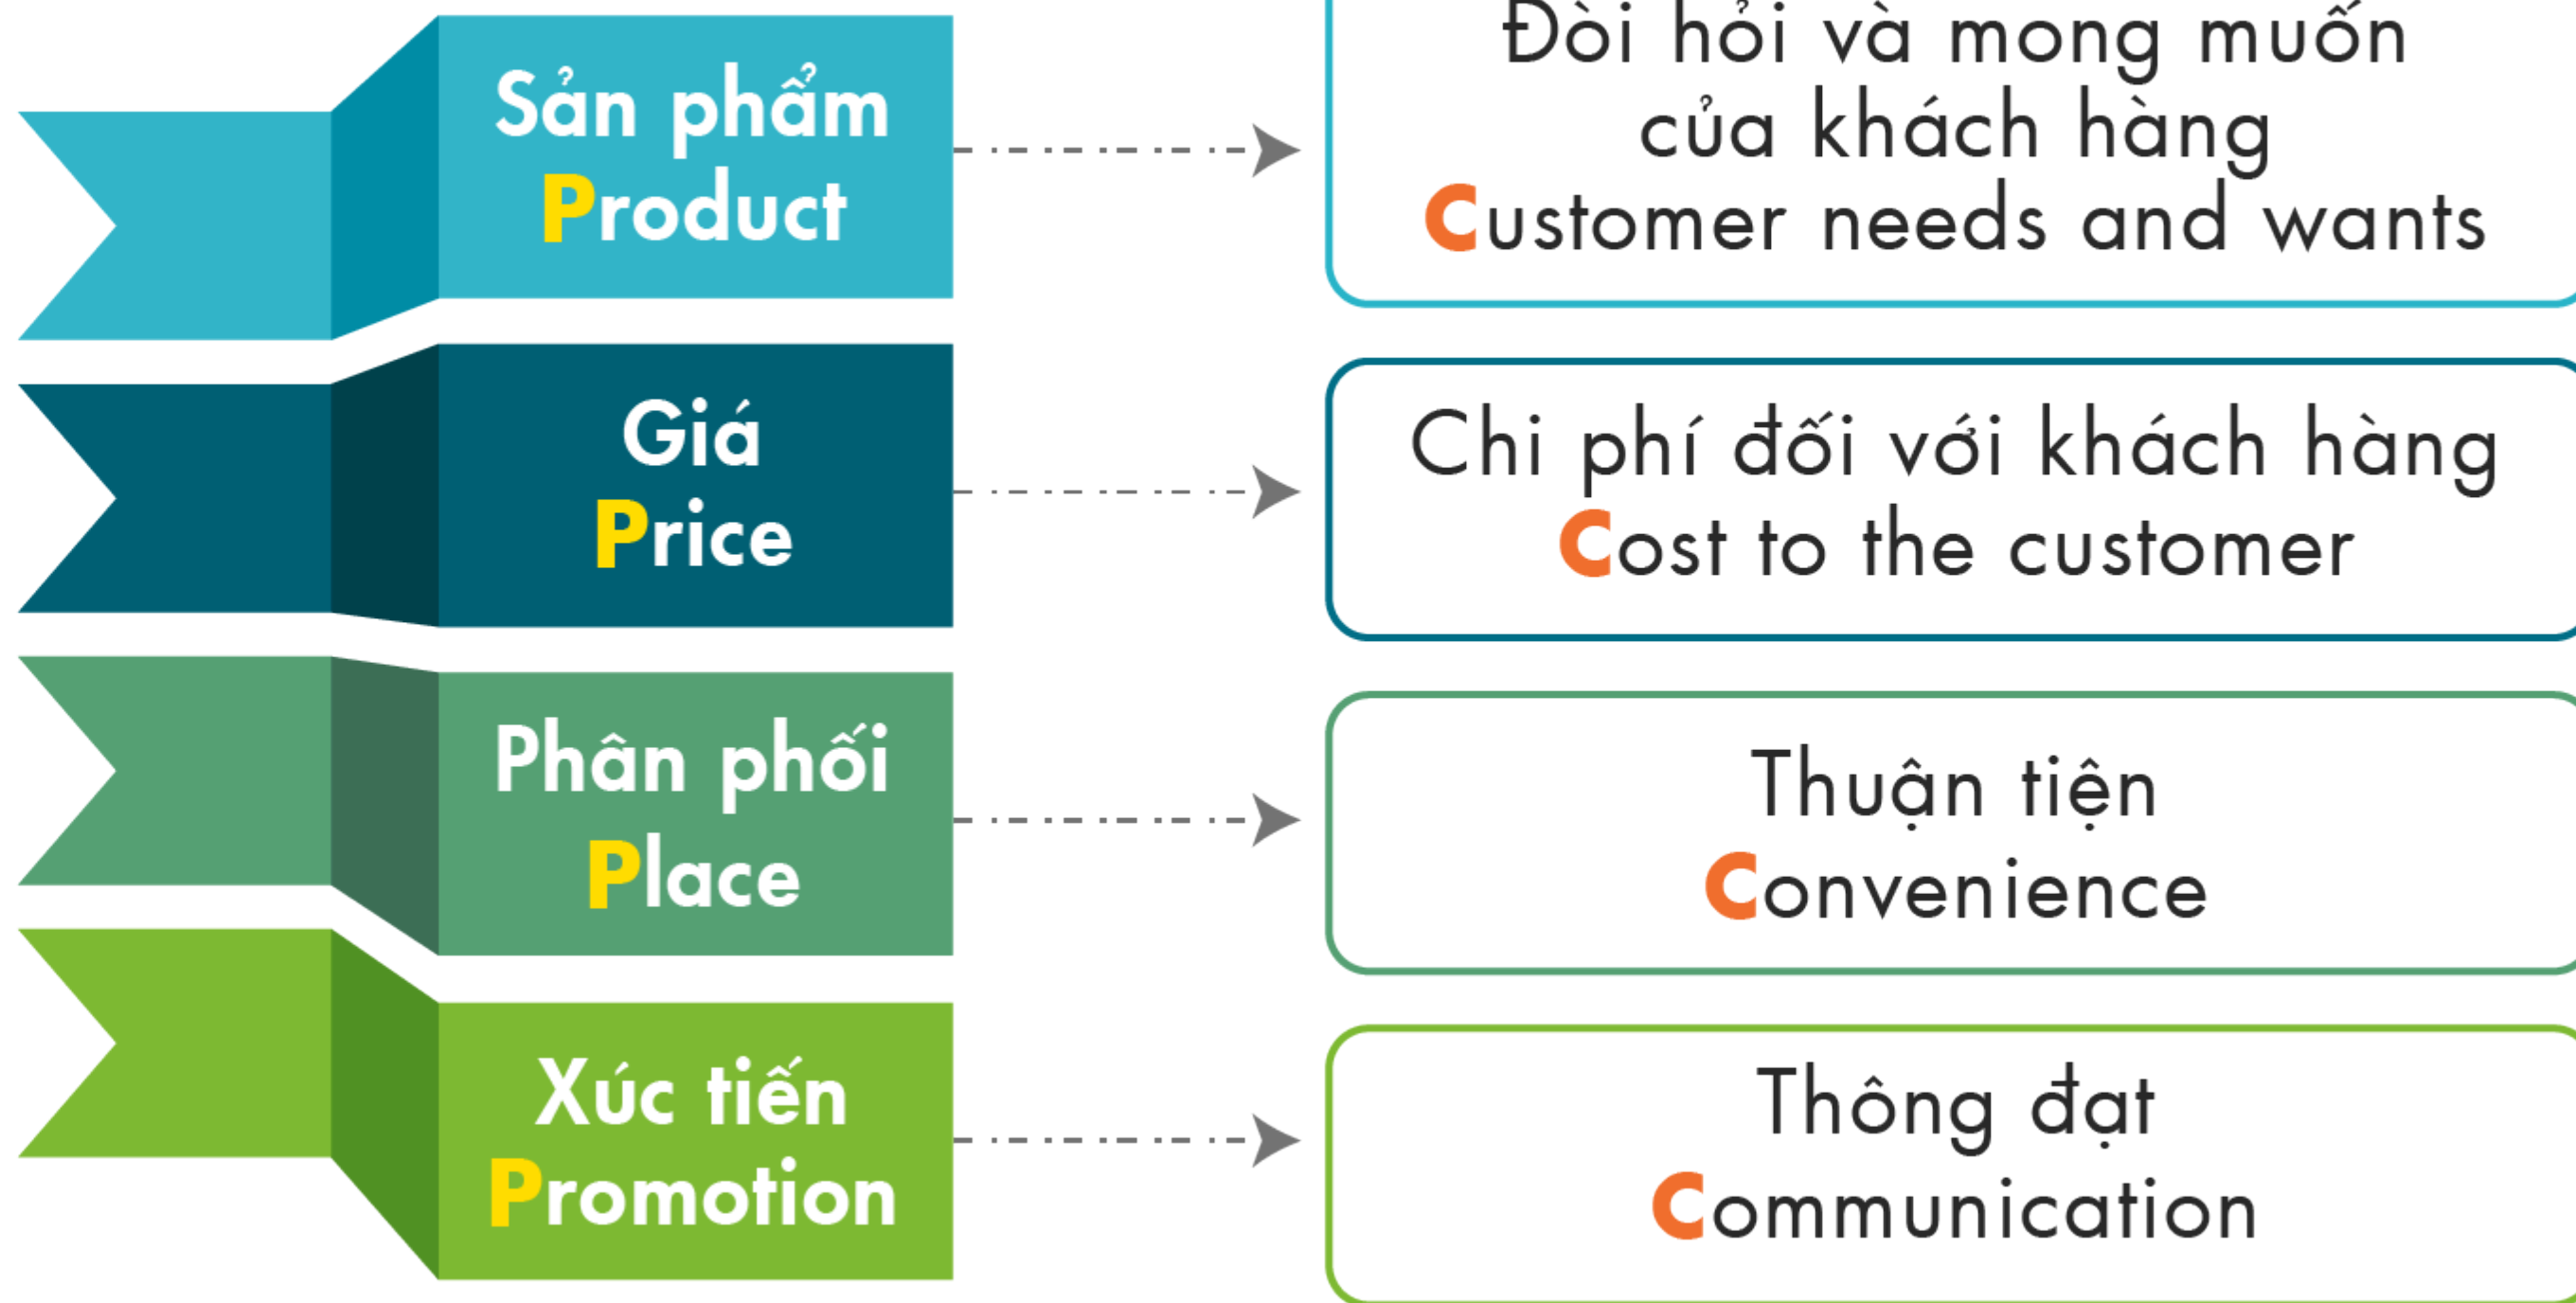 Sản phẩm
Product
Đòi hỏi và mong muốn
của khách hàng
Customer needs and wants
Giá
Price
Chi phí đối với khách hàng
Cost to the customer
Phân phối
Place
Thuận tiện
Convenience
Xúc tiến
Promotion
Thông đạt
Communication